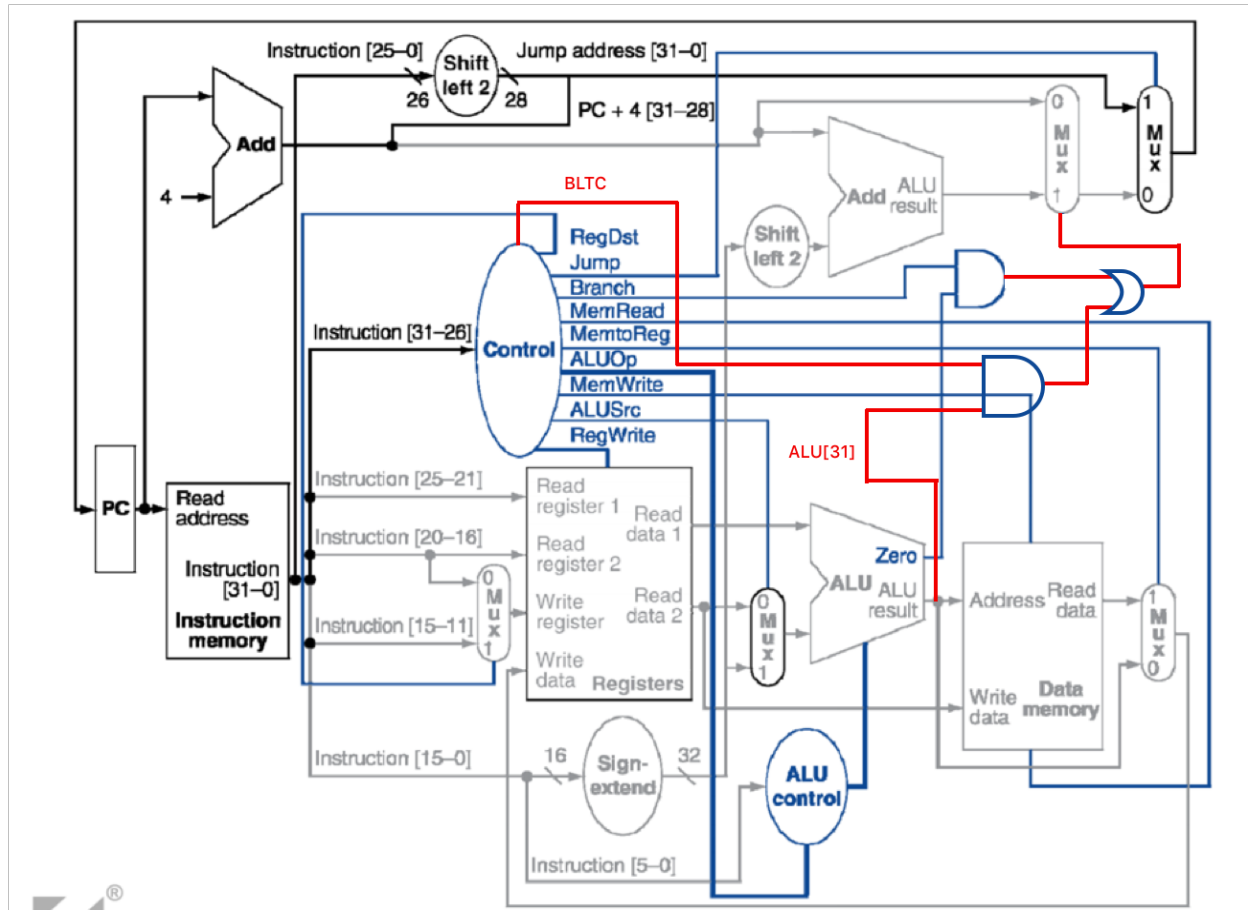 Instruction [25–0]
Shift
left 2
Jump address [31–0]
26
28
PC + 4 [31–28]
Add
4
0
M
u
x
1
1
M
u
x
0
Add
ALU
result
Shift
left 2
BLTC
RegDst
Jump
Branch
MemRead
MemtoReg
ALUOp
MemWrite
ALUSrc
RegWrite
Control
Instruction [31–26]
ALU[31]
PC
Read
address
Instruction
[31–0]
Instruction
memory
Instruction [25–21]
Instruction [20–16]
Instruction [15–11]
Instruction [15–0]
0
M
u
x
1
Read
register 1
Read
register 2
Write
register
Write
data
Read
data 1
Read
data 2
Registers
0
M
u
x
1
Zero
ALU
ALU
result
Address
Read
data
Write
data
Data
memory
1
M
u
x
0
16
Sign-
extend
32
ALU
control
Instruction [5–0]
®